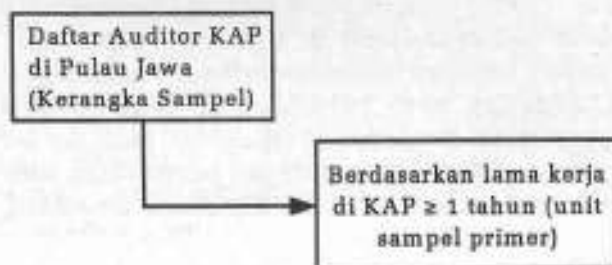 Daftar Auditor KAP
di Pulau Jawa
(Kerangka Sampel)
Berdasarkan lama kerja
di KAP ≥ 1 tahun (unit
sampel primer)